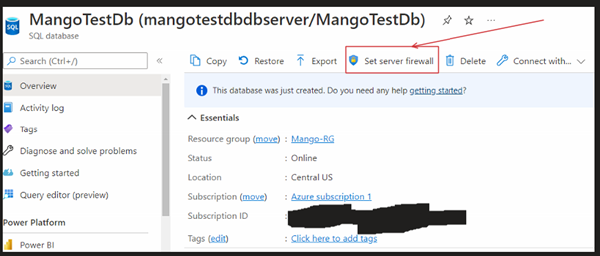 MangoTestDb (mangotestdbdbserver/MangoTestDb)
SQL
SQL database
Search (Ctrl+/)
Copy Restore Export Set server firewall Delete Connect with...
Overview
This database was just created. Do you need any help getting started?
Activity log
Essentials
Tags
Resource group (move) : Mango-RG
Diagnose and solve problems
Status : Online
Getting started
Location : Central US
Query editor (preview)
Subscription (move) : Azure subscription 1
Subscription ID :
Power Platform
Tags (edit) : Click here to add tags
Power BI